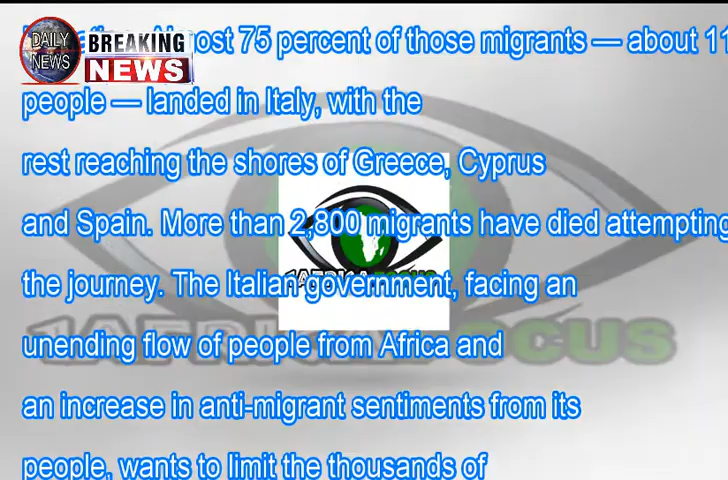 DAILY
NEWS
BREAKING
NEWS
75 percent of those migrants — about 11
people — landed in Italy, with the
rest reaching the shores of Greece, Cyprus
and Spain. More than 2,800 migrants have died attempting
the journey. The Italian government, facing an
unending flow of people from Africa and
an increase in anti-migrant sentiments from its
people, wants to limit the thousands of
1AFRICAFOCUS
1AFRICAFOCUS